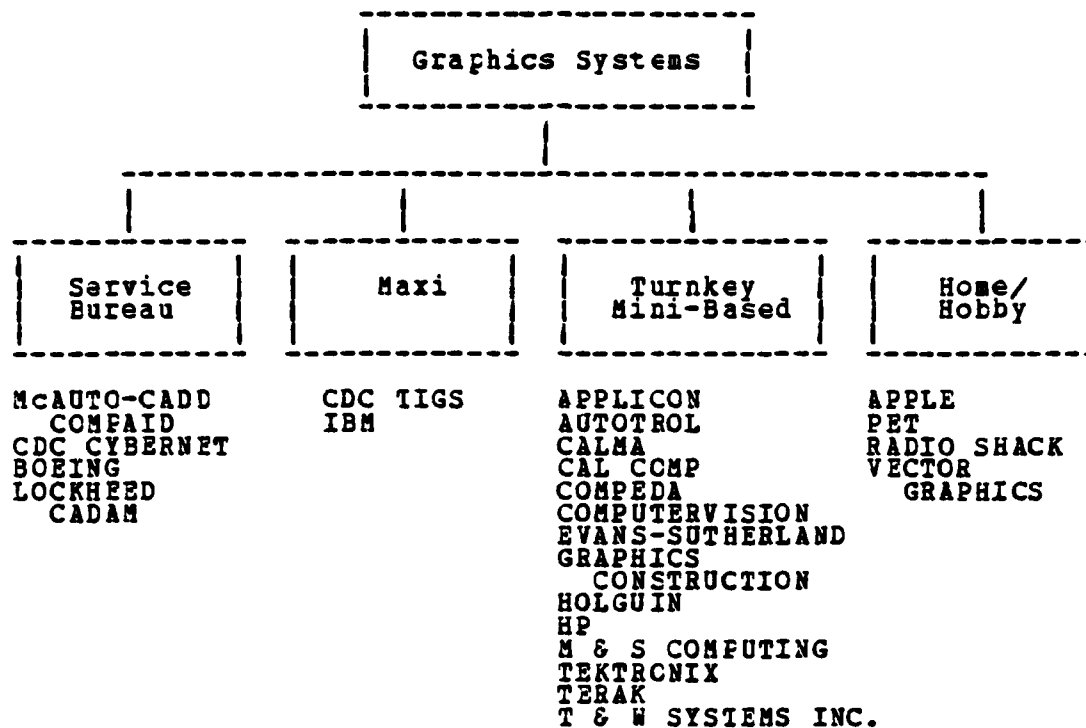 Graphics Systems
Service
Bureau
Maxi
Turnkey
Mini-Based
Home/
Hobby
McAUTO-CADD
COMPAID
CDC CYBERNET
BOEING
LOCKHEED
CADAM
CDC TIGS
IBM
APPLICON
AUTOTROL
CALMA
CAL COMP
COMPEDA
COMPUTERVISION
EVANS-SUTHERLAND
GRAPHICS
CONSTRUCTION
HOLGUIN
HP
M & S COMPUTING
TEKTRONIX
TERAK
T & W SYSTEMS INC.
APPLE
PET
RADIO SHACK
VECTOR
GRAPHICS